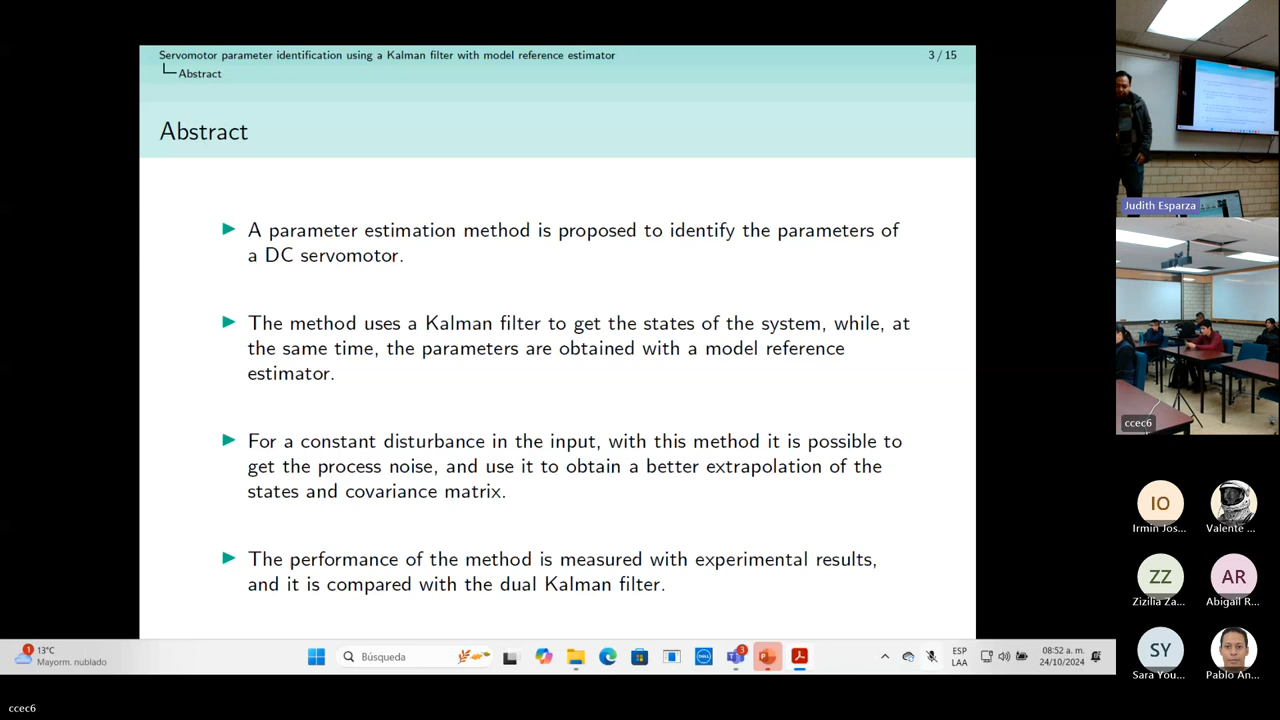 Servomotor parameter identification using a Kalman filter with model reference estimator
3 / 15
Abstract
Abstract
A parameter estimation method is proposed to identify the parameters of
a DC servomotor.
The method uses a Kalman filter to get the states of the system, while, at
the same time, the parameters are obtained with a model reference
estimator.
For a constant disturbance in the input, with this method it is possible to
get the process noise, and use it to obtain a better extrapolation of the
states and covariance matrix.
The performance of the method is measured with experimental results,
and it is compared with the dual Kalman filter.
Judith Esparza
ccec6
IO
Irmin Jos...
Valente ...
ZZ
Zizilia Za...
AR
Abigail R...
SY
Sara You...
Pablo An...
1
13°C
Mayorm. nublado
Búsqueda
DELL
3
ESP
LAA
08:52 a. m.
24/10/2024
ccec6